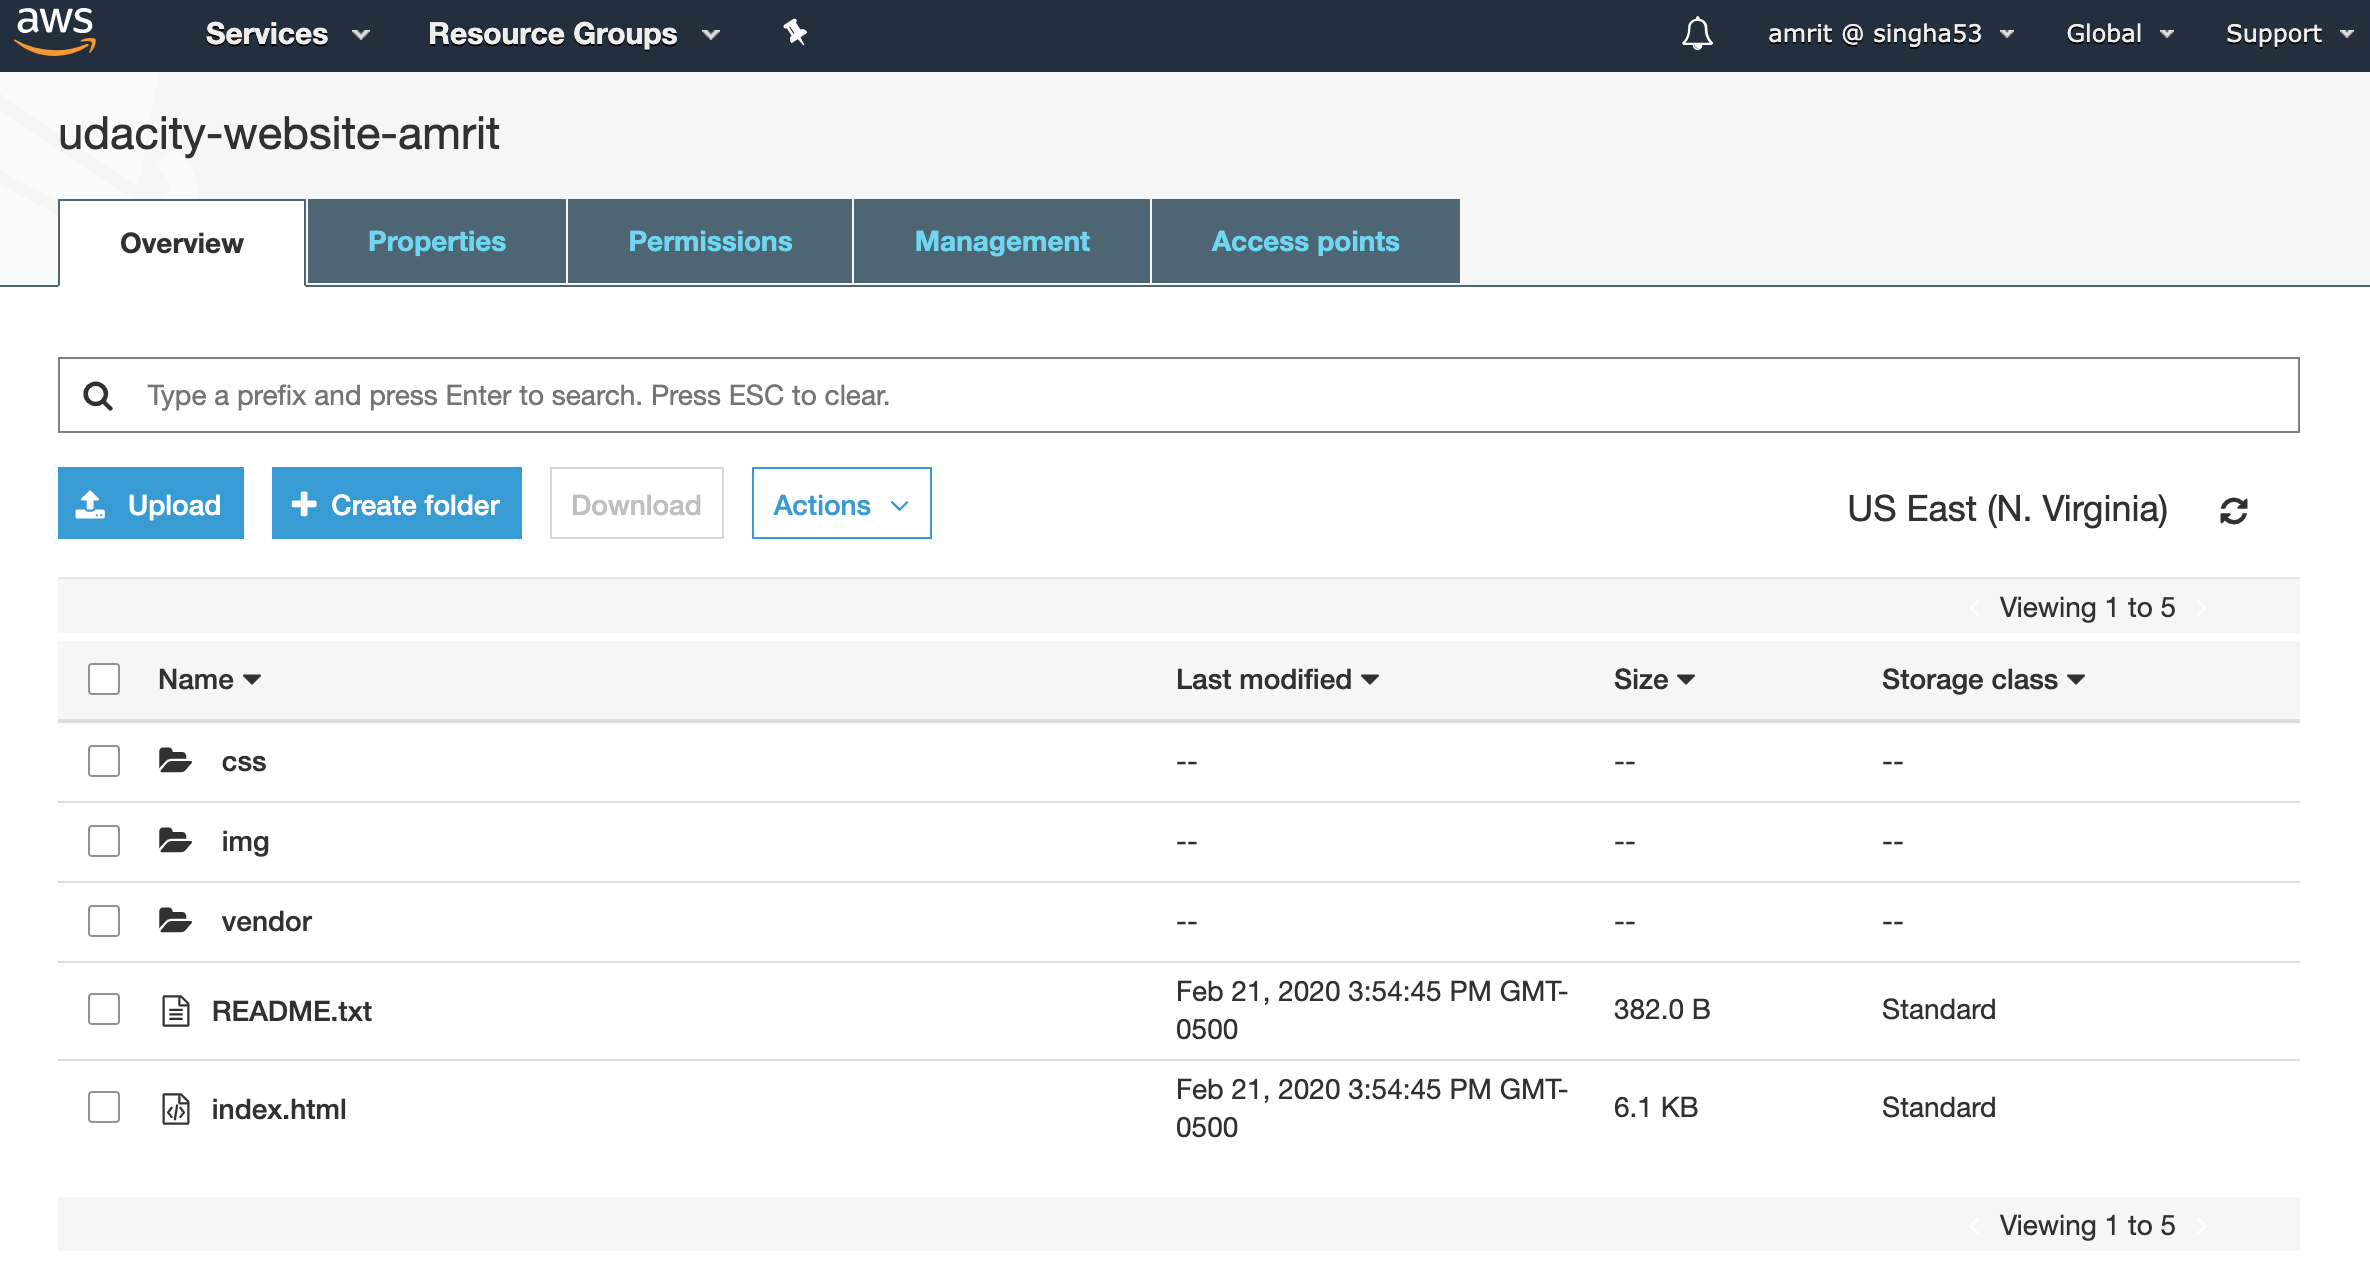 aws Services Resource Groups amrit @ singha53 Global Support
udacity-website-amrit
Overview Properties Permissions Management Access points
Type a prefix and press Enter to search. Press ESC to clear.
Upload Create folder Download Actions US East (N. Virginia)
Viewing 1 to 5
Name Last modified Size Storage class
css -- -- --
img -- -- --
vendor -- -- --
README.txt Feb 21, 2020 3:54:45 PM GMT- 382.0 B Standard
0500
index.html Feb 21, 2020 3:54:45 PM GMT- 6.1 KB Standard
0500
Viewing 1 to 5